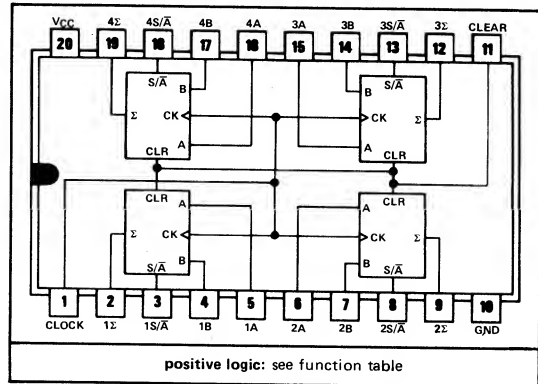 VCC 4Σ 4S/A̅ 4B 4A 3A 3B 3S/A̅ 3Σ CLEAR
20 19 18 17 16 15 14 13 12 11
S/A̅ S/A̅
B B
Σ CK CK Σ
A A
CLR CLR
CLR CLR
A A
Σ CK CK Σ
B B
S/A̅ S/A̅
1 2 3 4 5 6 7 8 9 10
CLOCK 1Σ 1S/A̅ 1B 1A 2A 2B 2S/A̅ 2Σ GND
positive logic: see function table